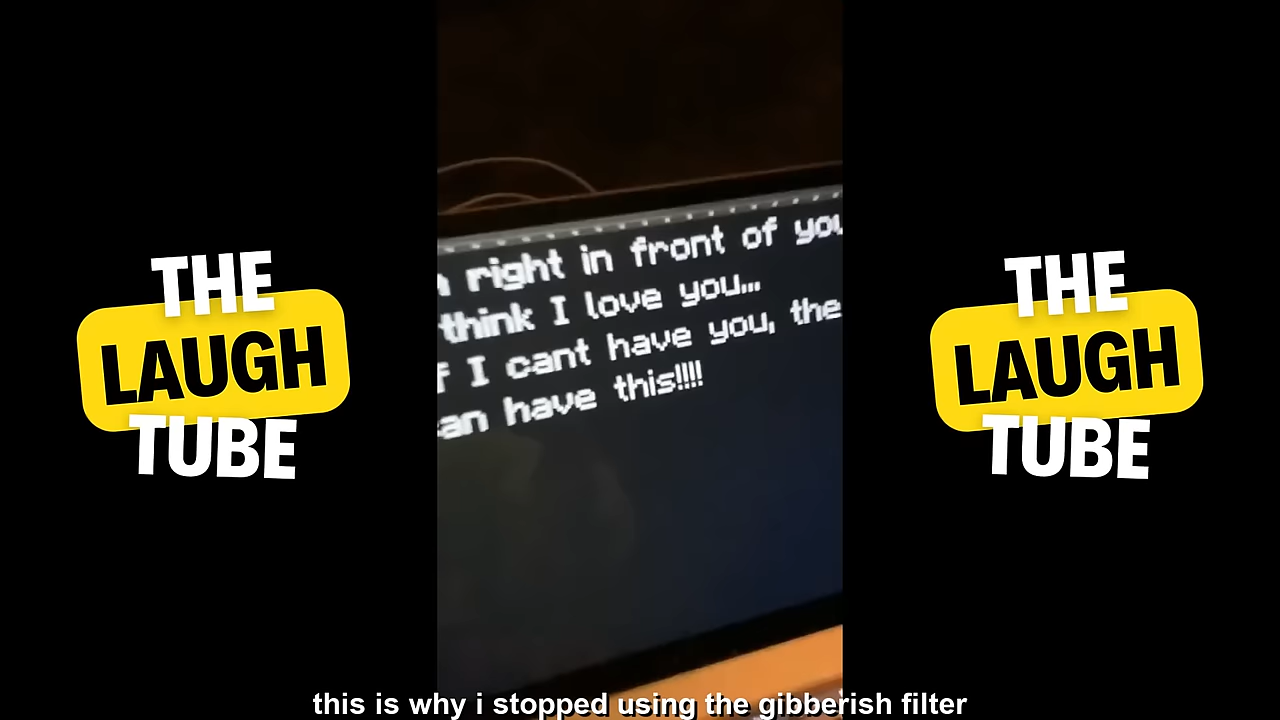 THE
LAUGH
TUBE
right in front of you
think I love you...
I cant have you, the
have this!!!!
THE
LAUGH
TUBE
this is why i stopped using the gibberish filter